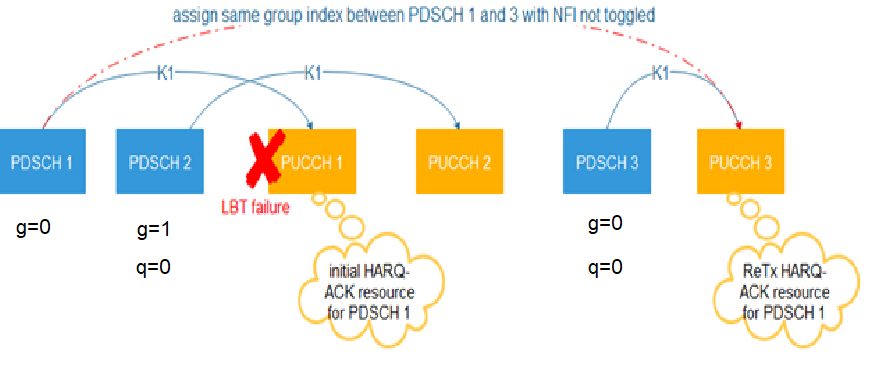 assign same group index between PDSCH 1 and 3 with NFI not toggled
K1 K1 K1
PDSCH 1 PDSCH 2 PUCCH 1 PUCCH 2 PDSCH 3 PUCCH 3
LBT failure
g=0 g=1 g=0
q=0 q=0
initial HARQ-
ACK resource
for PDSCH 1
ReTx HARQ-
ACK resource
for PDSCH 1